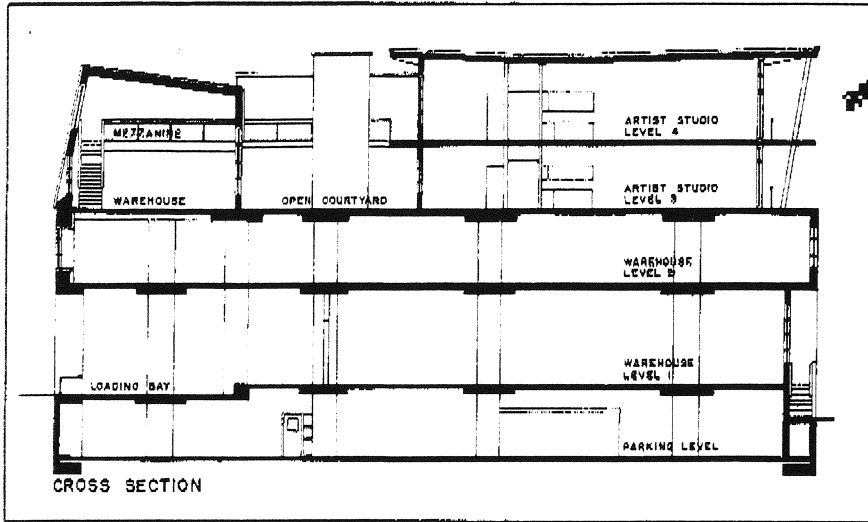 ARTIST STUDIO
LEVEL 4
MEZZANINE
WAREHOUSE
OPEN COURTYARD
ARTIST STUDIO
LEVEL 3
WAREHOUSE
LEVEL 2
LOADING BAY
WAREHOUSE
LEVEL 1
PARKING LEVEL
CROSS SECTION